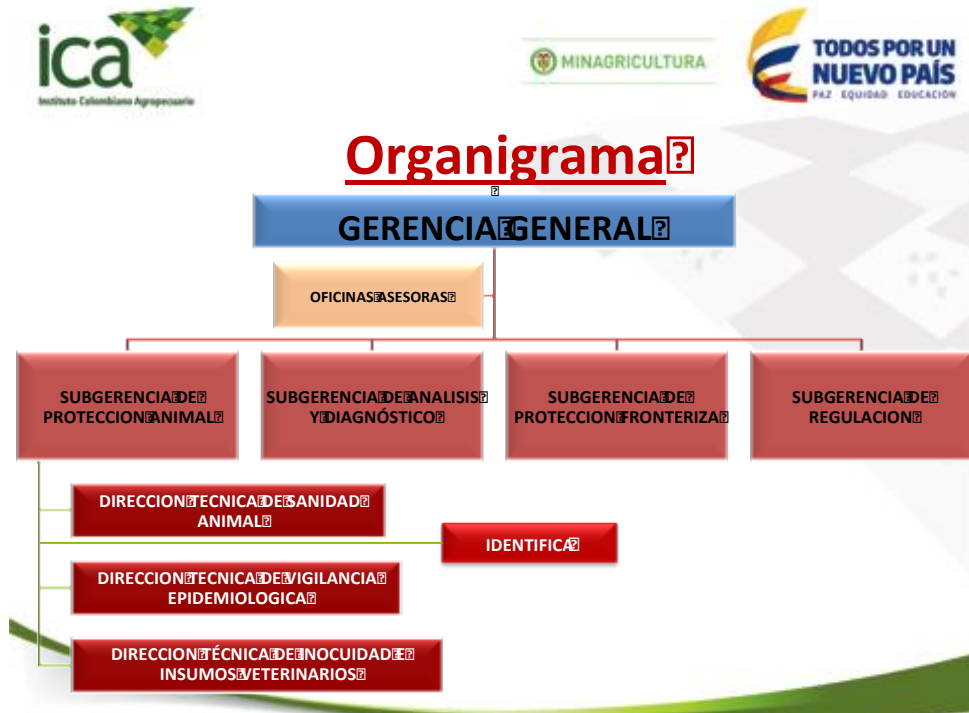 ica
Instituto Colombiano Agropecuario
MINAGRICULTURA
TODOS POR UN
NUEVO PAÍS
PAZ EQUIDAD EDUCACIÓN
Organigrama
GERENCIA GENERAL
OFICINAS ASESORAS
SUBGERENCIA DE
PROTECCION ANIMAL
SUBGERENCIA DE ANALISIS
Y DIAGNÓSTICO
SUBGERENCIA DE
PROTECCION FRONTERIZA
SUBGERENCIA DE
REGULACION
DIRECCION TECNICA DE SANIDAD
ANIMAL
IDENTIFICA
DIRECCION TECNICA DE VIGILANCIA
EPIDEMIOLOGICA
DIRECCION TÉCNICA DE INOCUIDAD E
INSUMOS VETERINARIOS